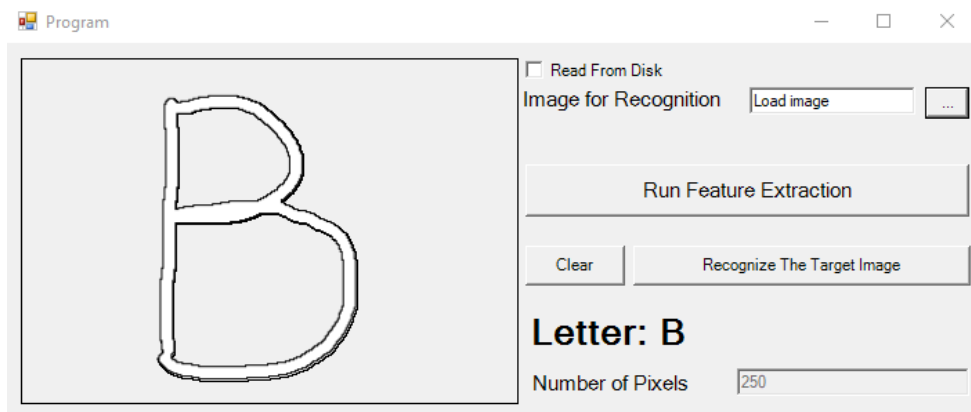 Program
B
Read From Disk
Image for Recognition Load image ...
Run Feature Extraction
Clear Recognize The Target Image
Letter: B
Number of Pixels 250